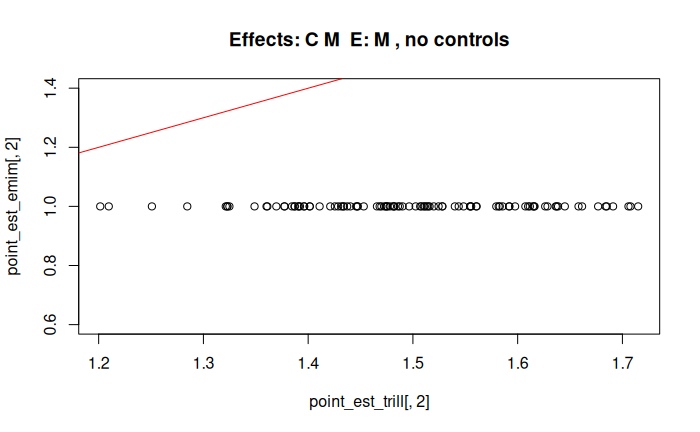 Effects: C M  E: M , no controls
point_est_emim[, 2]
1.4
1.2
1.0
0.8
0.6
1.2 1.3 1.4 1.5 1.6 1.7
point_est_trill[, 2]